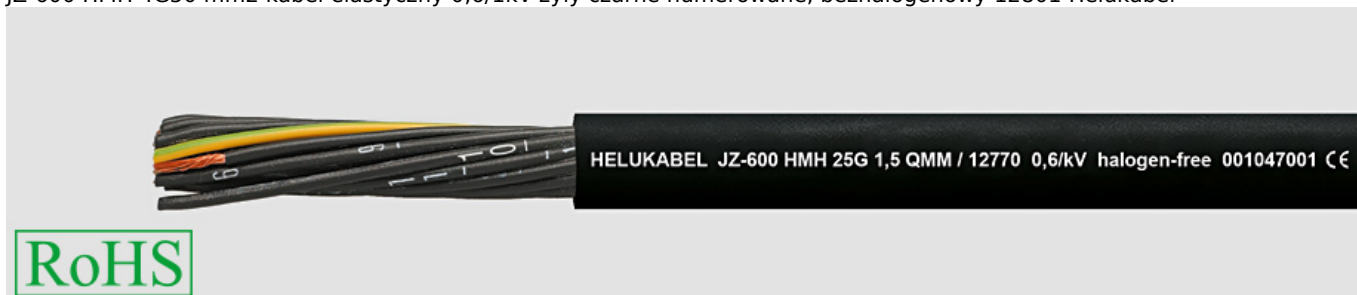 JZ-600 HMH 4G50 mm2 kabel elastyczny 0,6/1kV żyły czarne numerowane, bezhalogenowy 12801 Helukabel
HELUKABEL JZ-600 HMH 25G 1,5 QMM / 12770 0,6/kV halogen-free 001047001 CE
RoHS